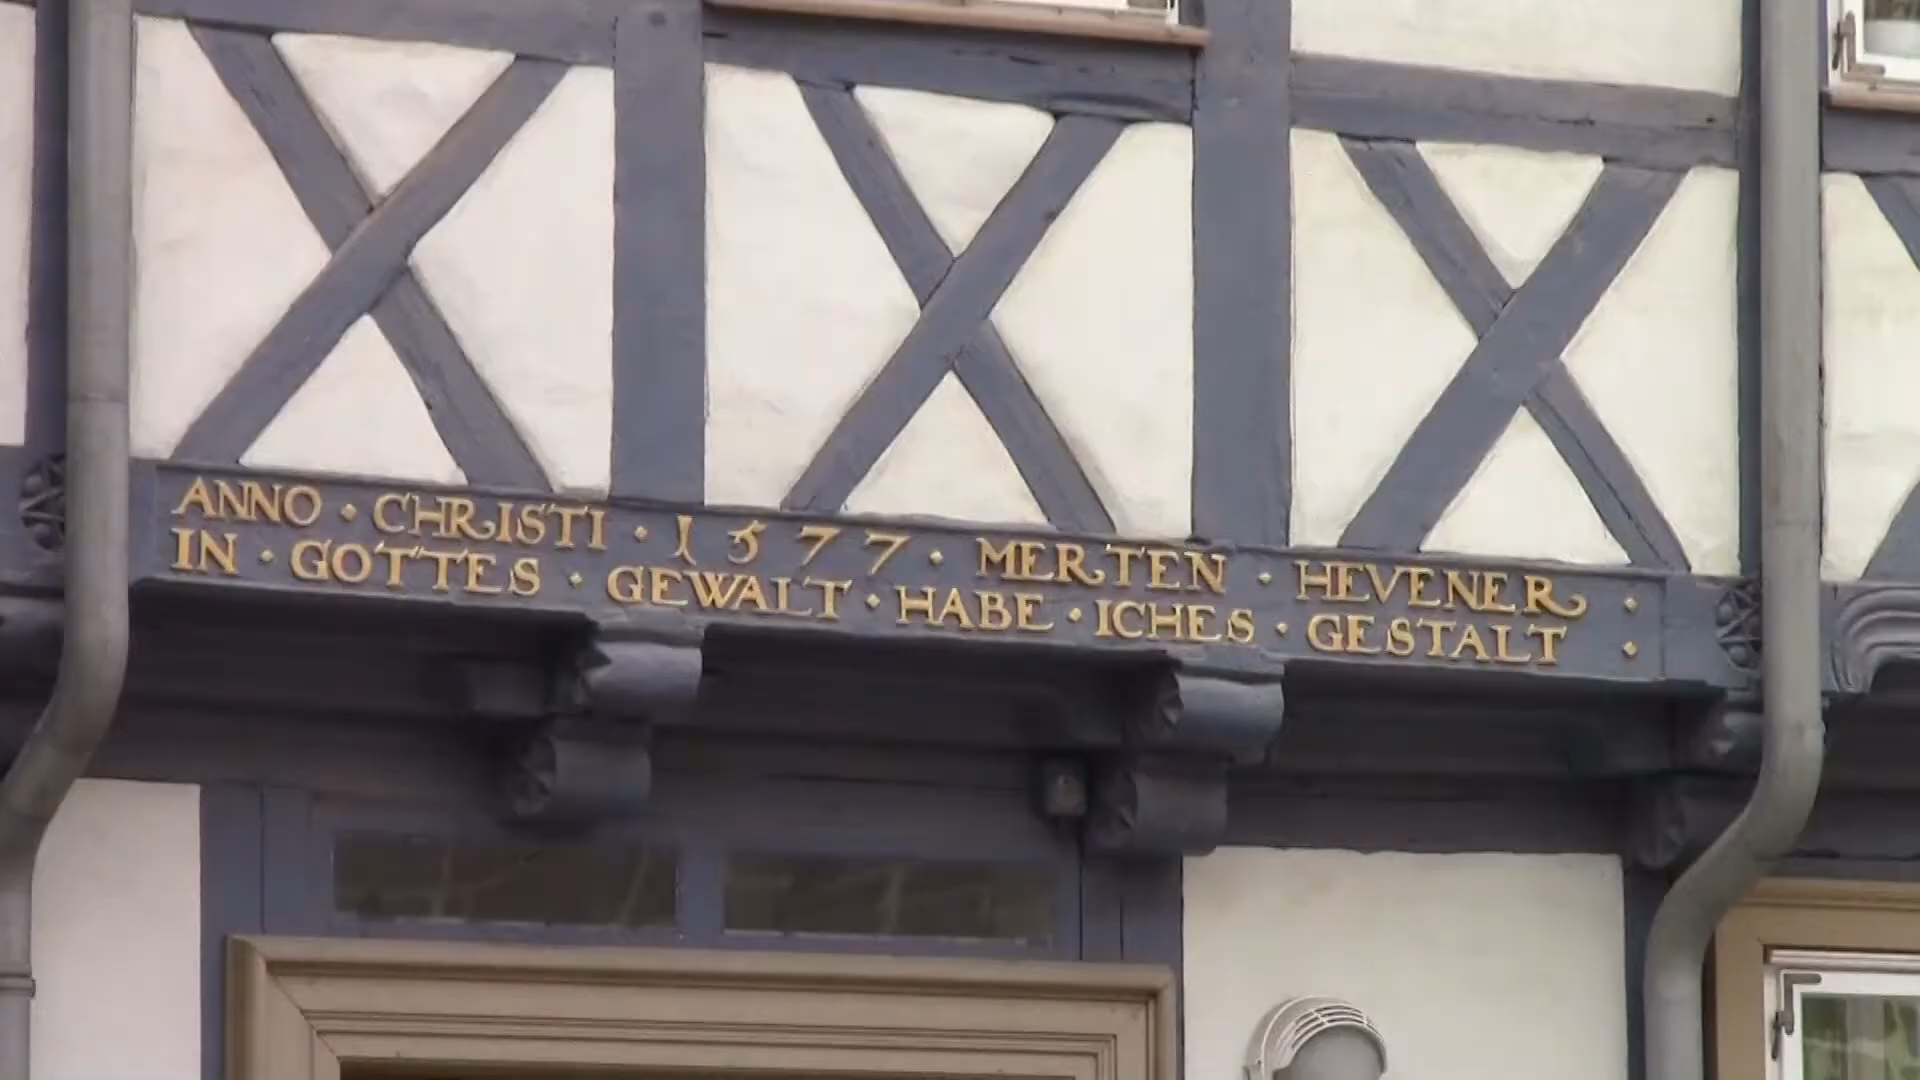 ANNO · CHRISTI · 1577 · MERTEN · HEVENER :
IN · GOTTES · GEWALT · HABE · ICHES · GESTALT :